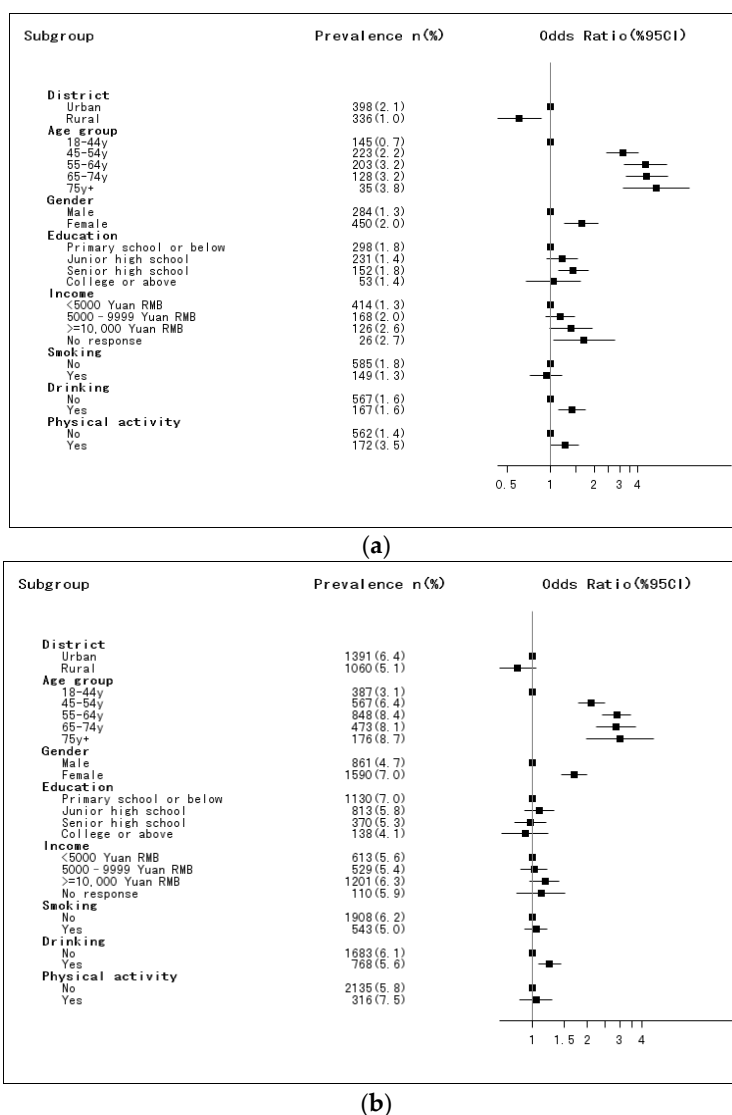 Subgroup Prevalence n(%) Odds Ratio(%95CI)
District
Urban 398(2.1)
Rural 336(1.0)
Age group
18-44y 145(0.7)
45-54y 223(2.2)
55-64y 203(3.2)
65-74y 128(3.2)
75y+ 35(3.8)
Gender
Male 284(1.3)
Female 450(2.0)
Education
Primary school or below 298(1.8)
Junior high school 231(1.4)
Senior high school 152(1.8)
College or above 53(1.4)
Income
<5000 Yuan RMB 414(1.3)
5000-9999 Yuan RMB 168(2.0)
>=10,000 Yuan RMB 126(2.6)
No response 26(2.7)
Smoking
No 585(1.8)
Yes 149(1.3)
Drinking
No 567(1.6)
Yes 167(1.6)
Physical activity
No 562(1.4)
Yes 172(3.5)
0.5 1 2 3 4
(a)
Subgroup Prevalence n(%) Odds Ratio(%95CI)
District
Urban 1391(6.4)
Rural 1060(5.1)
Age group
18-44y 387(3.1)
45-54y 567(6.4)
55-64y 848(8.4)
65-74y 473(8.1)
75y+ 176(8.7)
Gender
Male 861(4.7)
Female 1590(7.0)
Education
Primary school or below 1130(7.0)
Junior high school 813(5.8)
Senior high school 370(5.3)
College or above 138(4.1)
Income
<5000 Yuan RMB 613(5.6)
5000-9999 Yuan RMB 529(5.4)
>=10,000 Yuan RMB 1201(6.3)
No response 110(5.9)
Smoking
No 1908(6.2)
Yes 543(5.0)
Drinking
No 1683(6.1)
Yes 768(5.6)
Physical activity
No 2135(5.8)
Yes 316(7.5)
1 1.5 2 3 4
(b)